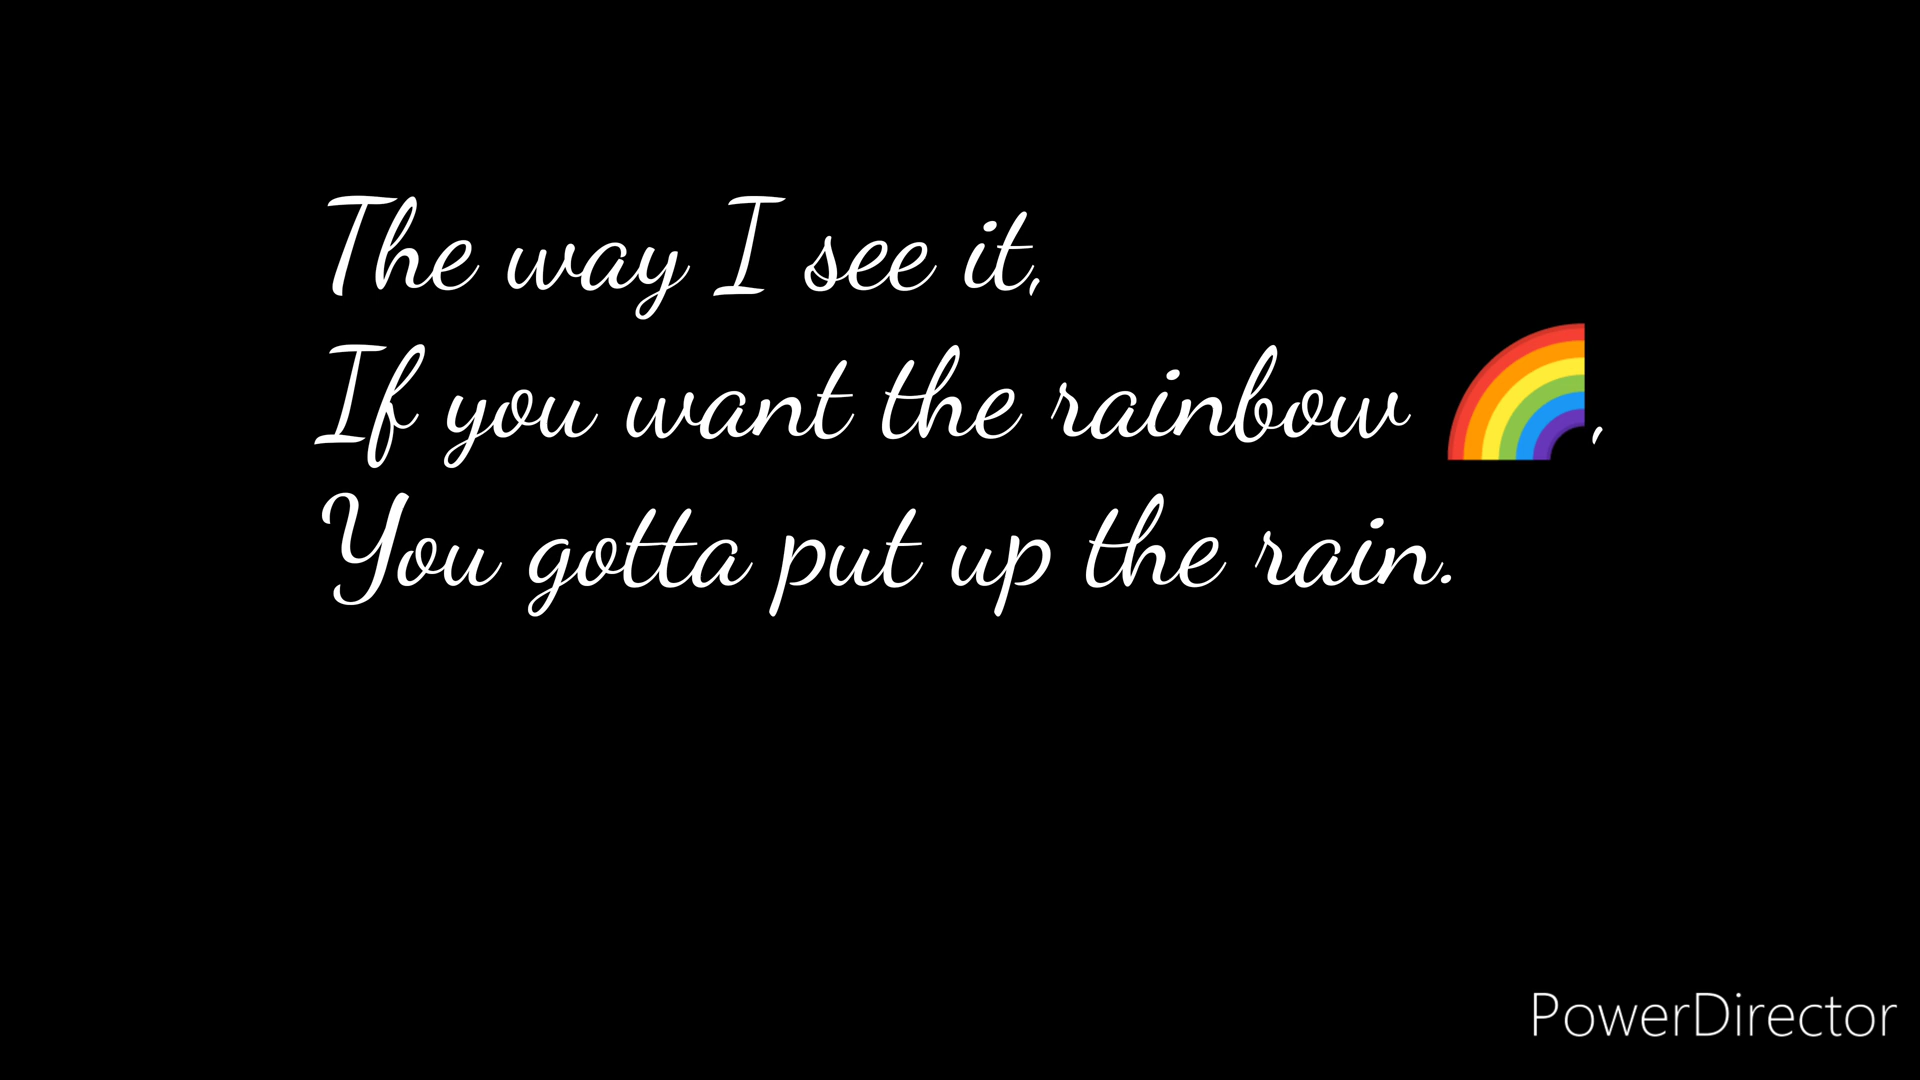 The way I see it,
If you want the rainbow 🌈,
You gotta put up the rain.
PowerDirector